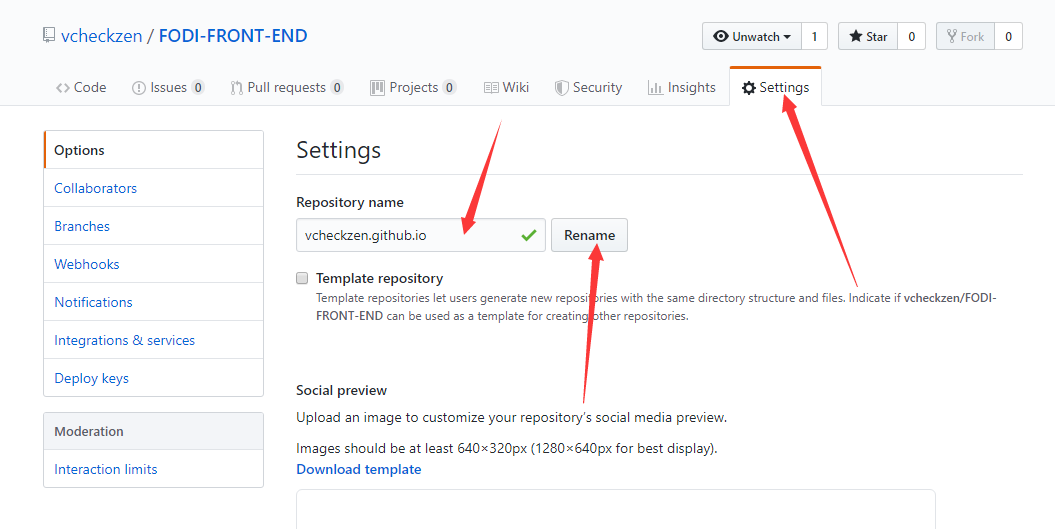 vcheckzen / FODI-FRONT-END
Unwatch 1 Star 0 Fork 0
Code Issues 0 Pull requests 0 Projects 0 Wiki Security Insights Settings
Options
Collaborators
Branches
Webhooks
Notifications
Integrations & services
Deploy keys
Moderation
Interaction limits
Settings
Repository name
vcheckzen.github.io Rename
Template repository
Template repositories let users generate new repositories with the same directory structure and files. Indicate if vcheckzen/FODI-
FRONT-END can be used as a template for creating other repositories.
Social preview
Upload an image to customize your repository’s social media preview.
Images should be at least 640×320px (1280×640px for best display).
Download template